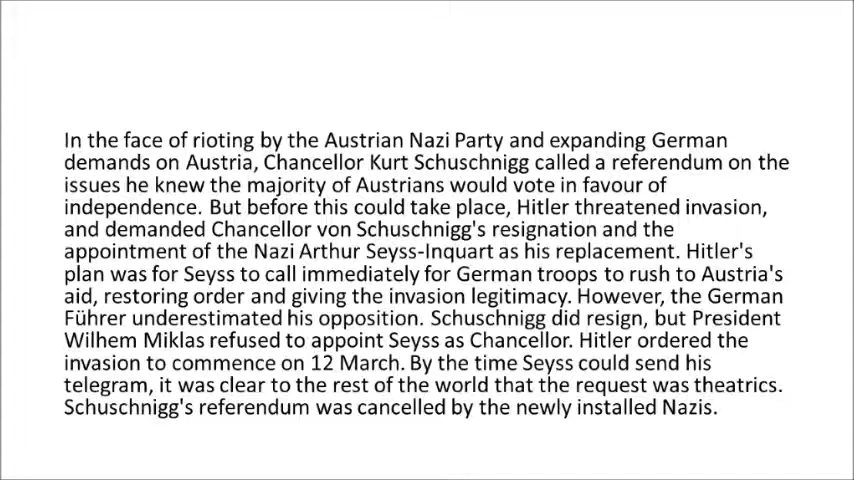 In the face of rioting by the Austrian Nazi Party and expanding German
demands on Austria, Chancellor Kurt Schuschnigg called a referendum on the
issues he knew the majority of Austrians would vote in favour of
independence. But before this could take place, Hitler threatened invasion,
and demanded Chancellor von Schuschnigg's resignation and the
appointment of the Nazi Arthur Seyss-Inquart as his replacement. Hitler's
plan was for Seyss to call immediately for German troops to rush to Austria's
aid, restoring order and giving the invasion legitimacy. However, the German
Führer underestimated his opposition. Schuschnigg did resign, but President
Wilhem Miklas refused to appoint Seyss as Chancellor. Hitler ordered the
invasion to commence on 12 March. By the time Seyss could send his
telegram, it was clear to the rest of the world that the request was theatrics.
Schuschnigg's referendum was cancelled by the newly installed Nazis.